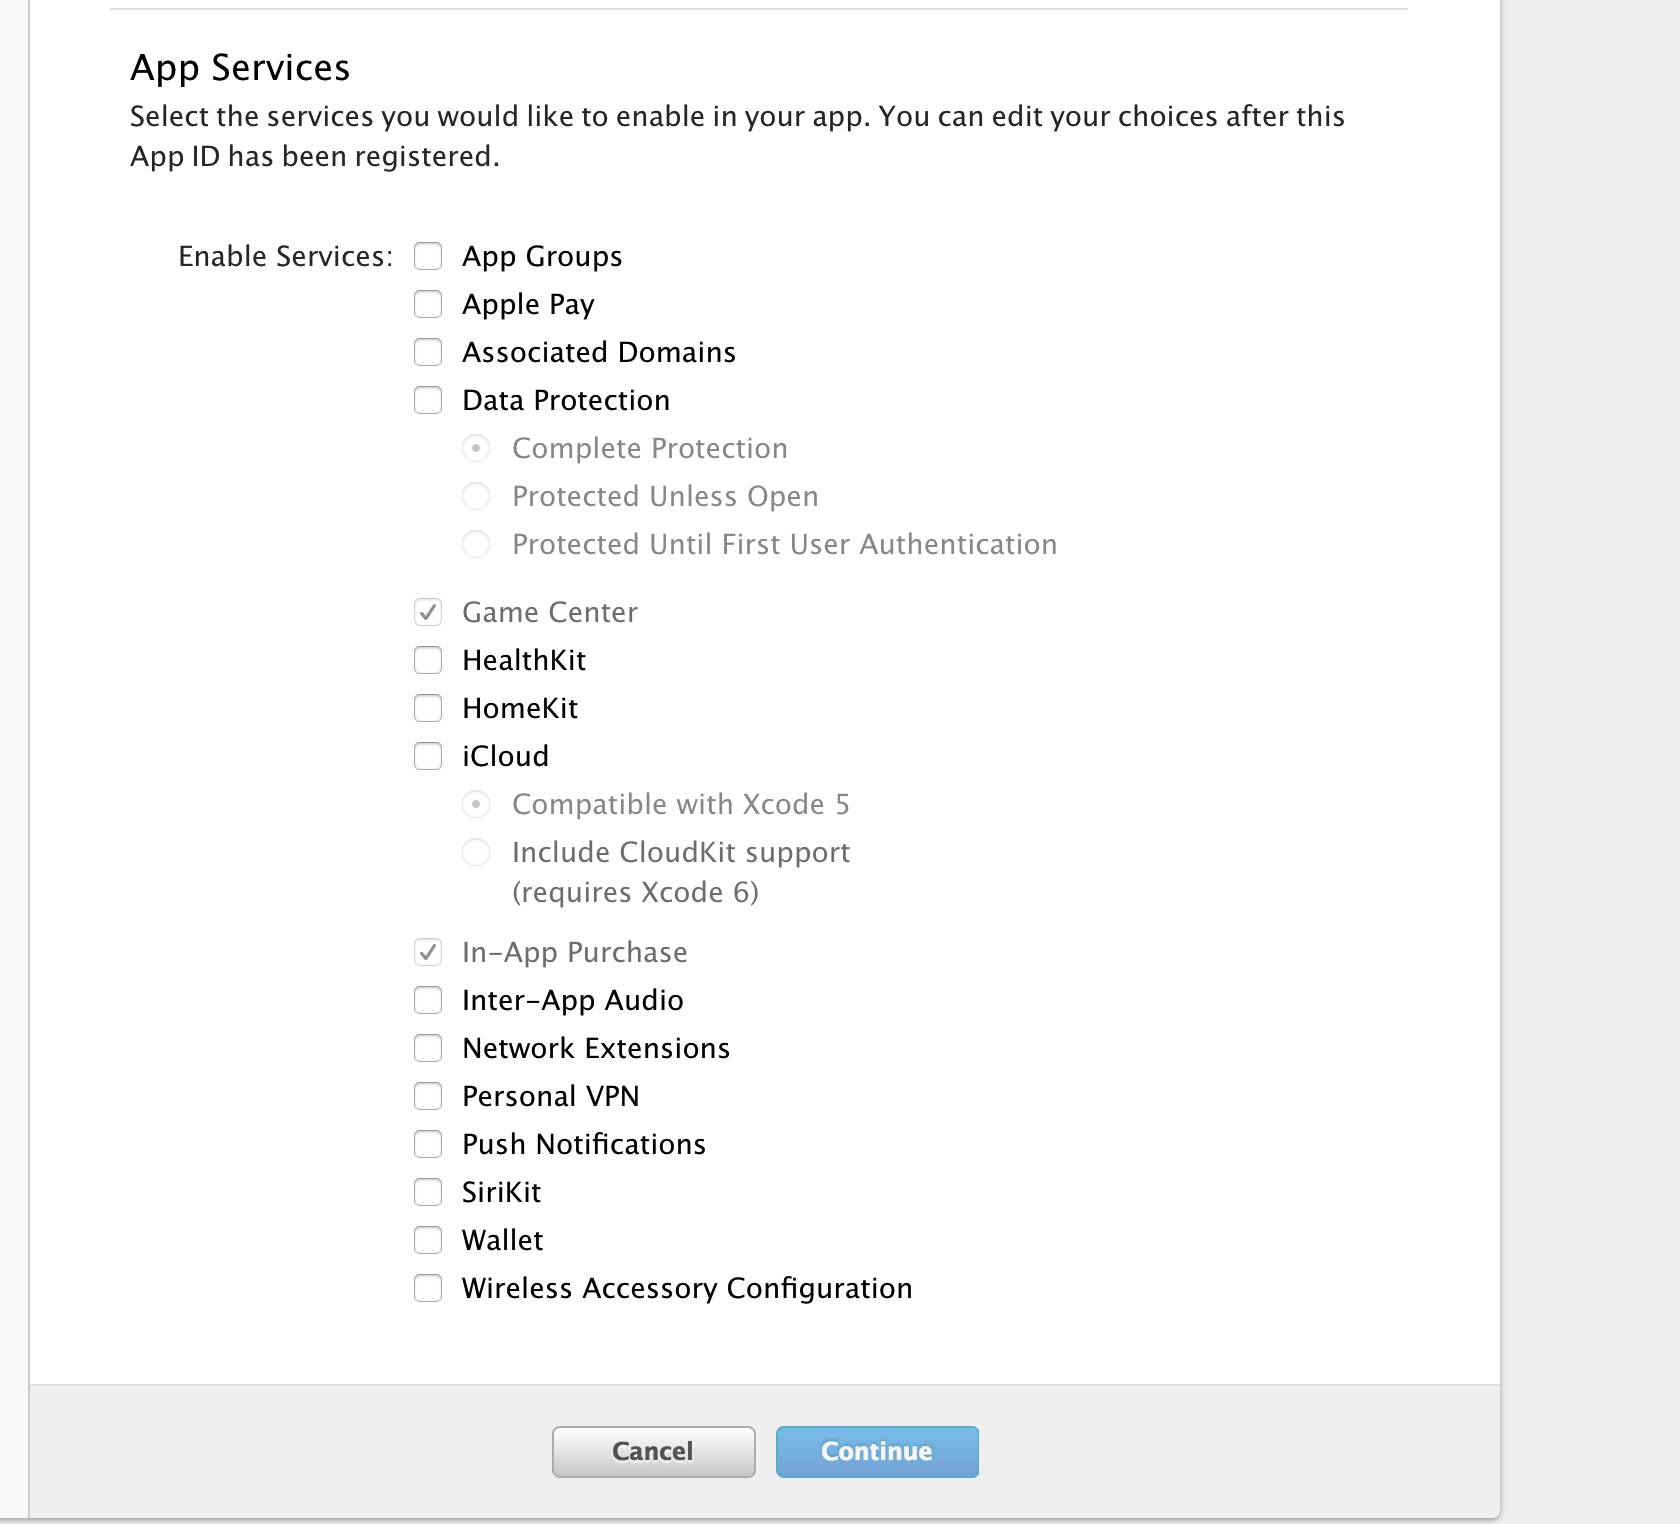 App Services
Select the services you would like to enable in your app. You can edit your choices after this
App ID has been registered.
Enable Services:
App Groups
Apple Pay
Associated Domains
Data Protection
Complete Protection
Protected Unless Open
Protected Until First User Authentication
Game Center
HealthKit
HomeKit
iCloud
Compatible with Xcode 5
Include CloudKit support
(requires Xcode 6)
In-App Purchase
Inter-App Audio
Network Extensions
Personal VPN
Push Notifications
SiriKit
Wallet
Wireless Accessory Configuration
Cancel
Continue